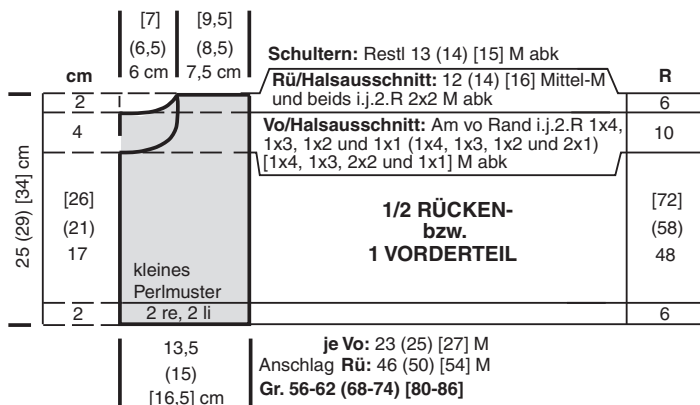 [7] [9,5]
(6,5) (8,5)
6 cm 7,5 cm
Schultern: Restl 13 (14) [15] M abk
cm
R
Rü/Halsausschnitt: 12 (14) [16] Mittel-M
und beids i.j.2.R 2x2 M abk
2
6
4
10
Vo/Halsausschnitt: Am vo Rand i.j.2.R 1x4,
1x3, 1x2 und 1x1 (1x4, 1x3, 1x2 und 2x1)
[1x4, 1x3, 2x2 und 1x1] M abk
25 (29) [34] cm
[26]
(21)
17
1/2 RÜCKEN-
bzw.
1 VORDERTEIL
[72]
(58)
48
kleines
Perlmuster
2
2 re, 2 li
6
13,5
(15)
[16,5] cm
je Vo: 23 (25) [27] M
Anschlag Rü: 46 (50) [54] M
Gr. 56-62 (68-74) [80-86]